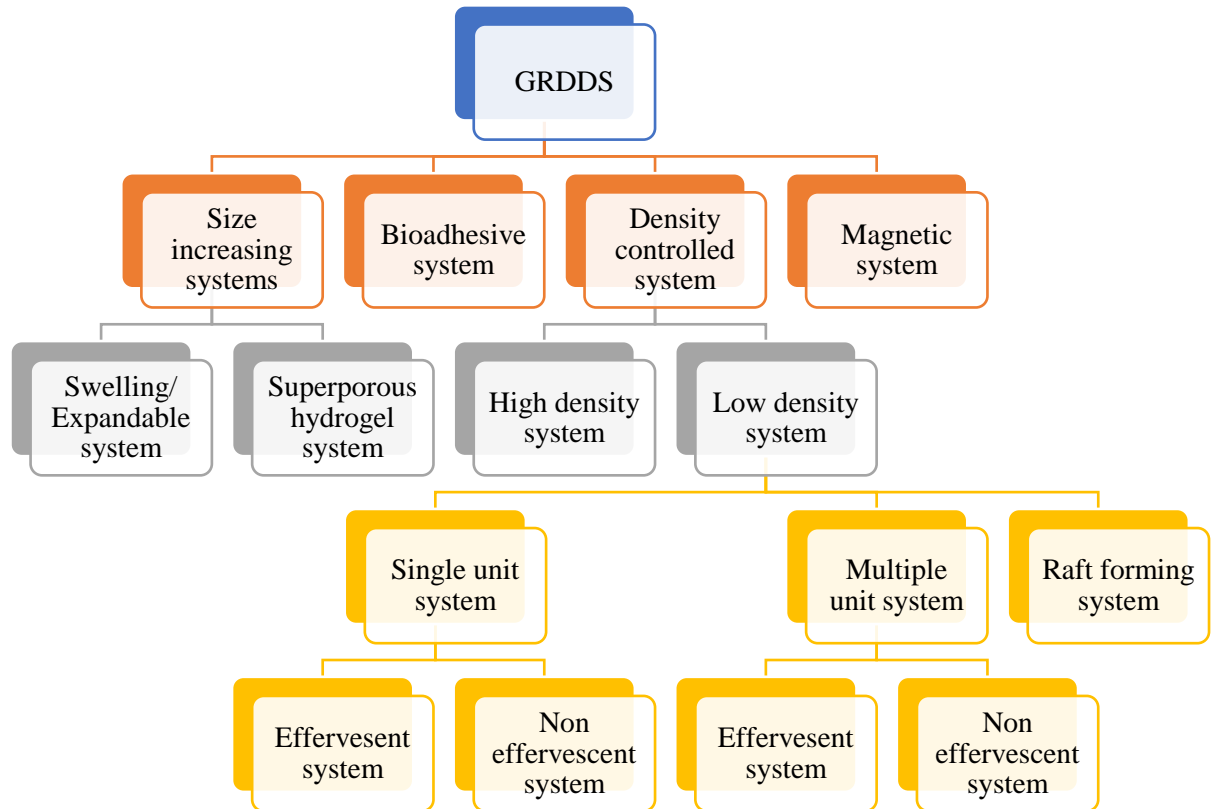 GRDDS
Size
increasing
systems
Bioadhesive
system
Density
controlled
system
Magnetic
system
Swelling/
Expandable
system
Superporous
hydrogel
system
High density
system
Low density
system
Single unit
system
Multiple
unit system
Raft forming
system
Effervesent
system
Non
effervescent
system
Effervesent
system
Non
effervescent
system